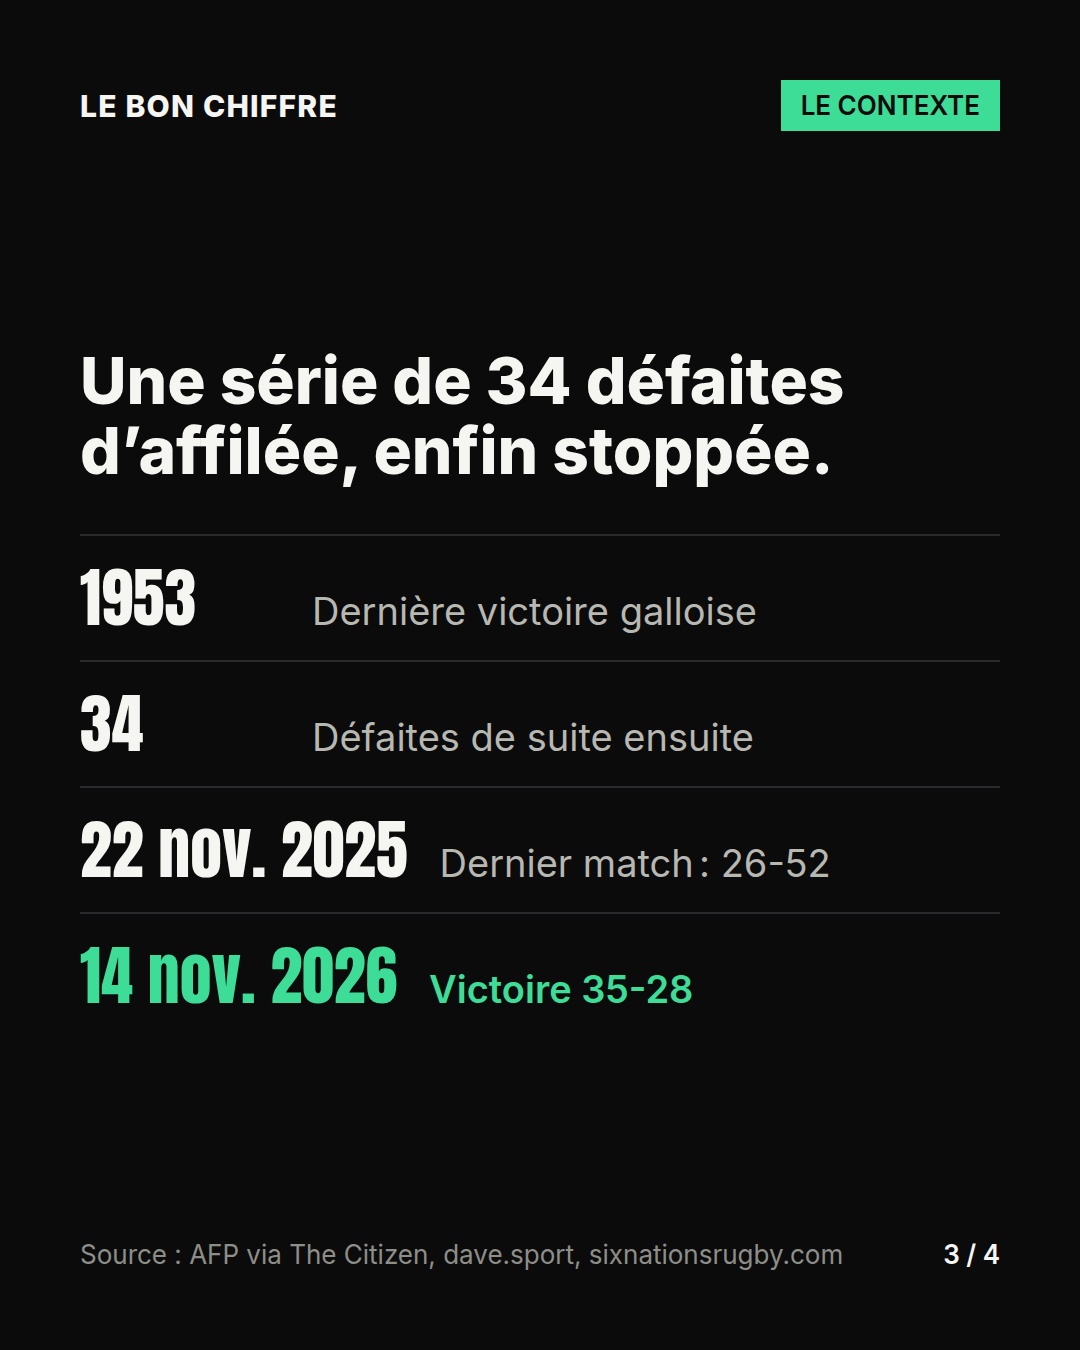 LE BON CHIFFRE
LE CONTEXTE
Une série de 34 défaites
d’affilée, enfin stoppée.
1953 Dernière victoire galloise
34 Défaites de suite ensuite
22 nov. 2025 Dernier match : 26-52
14 nov. 2026 Victoire 35-28
Source : AFP via The Citizen, dave.sport, sixnationsrugby.com
3 / 4